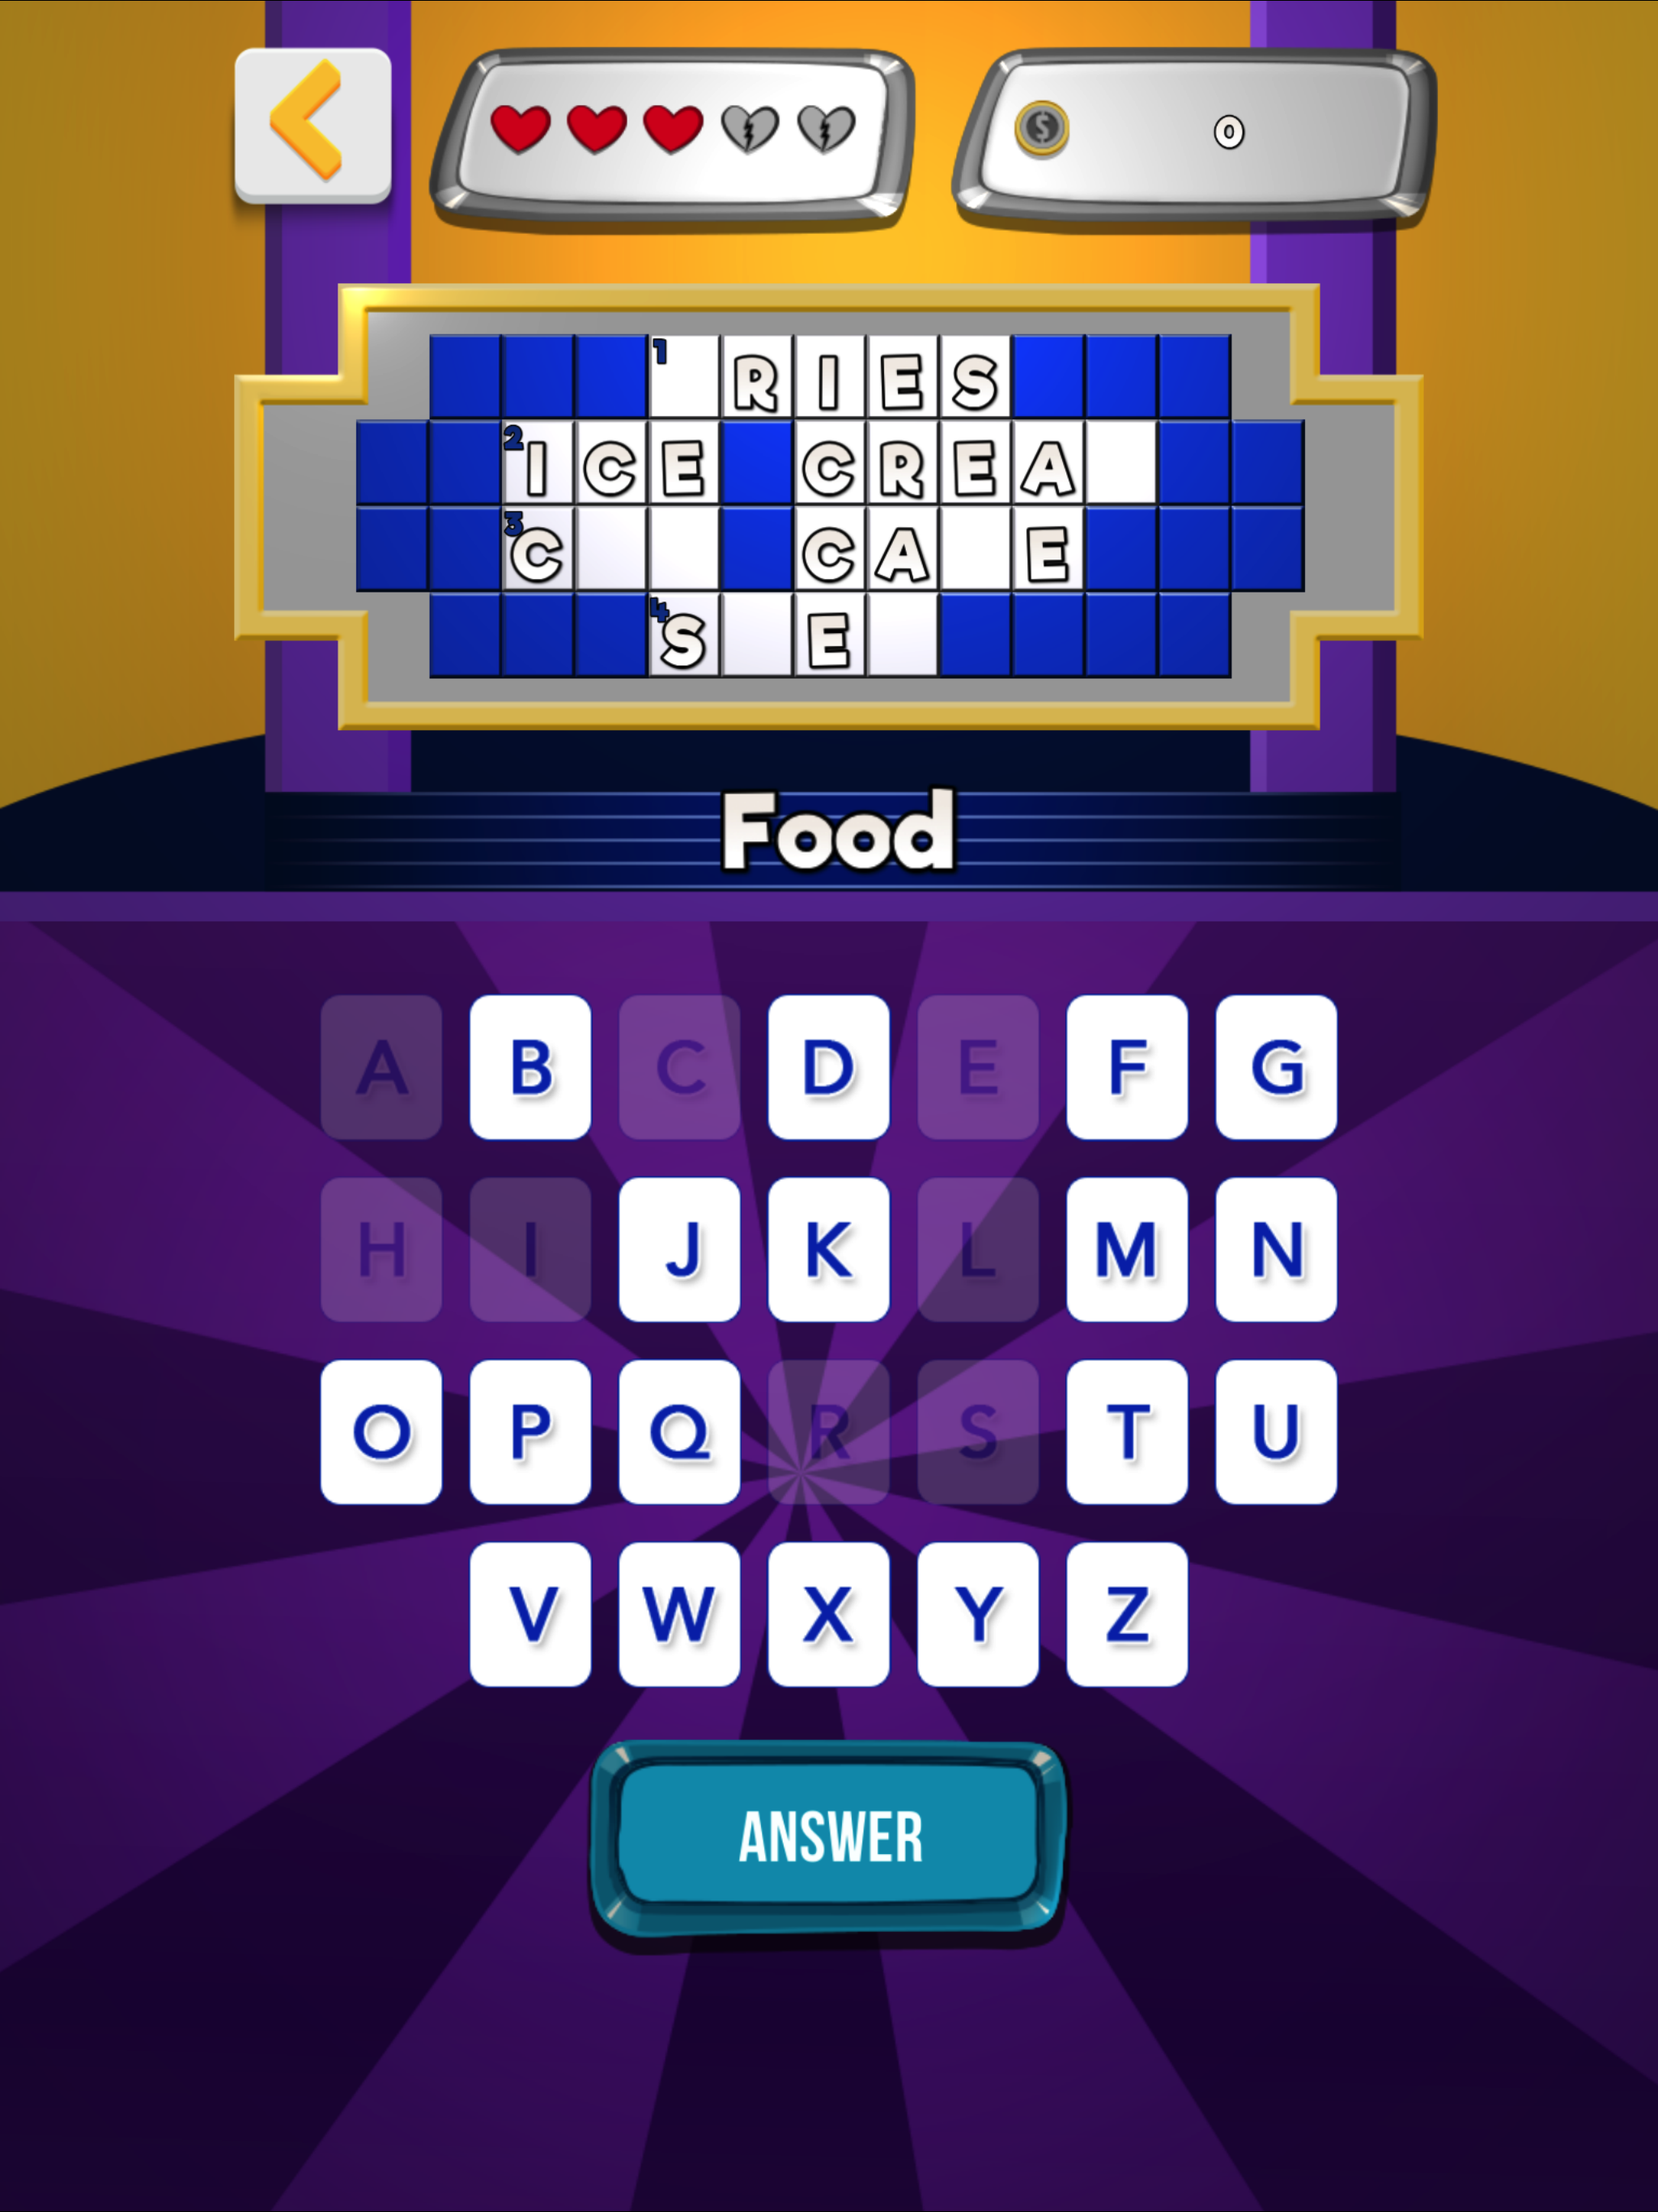 0
1 RIES
2 ICE CREA
3 C CA E
4 S E
Food
A B C D E F G
H I J K L M N
O P Q R S T U
V W X Y Z
ANSWER